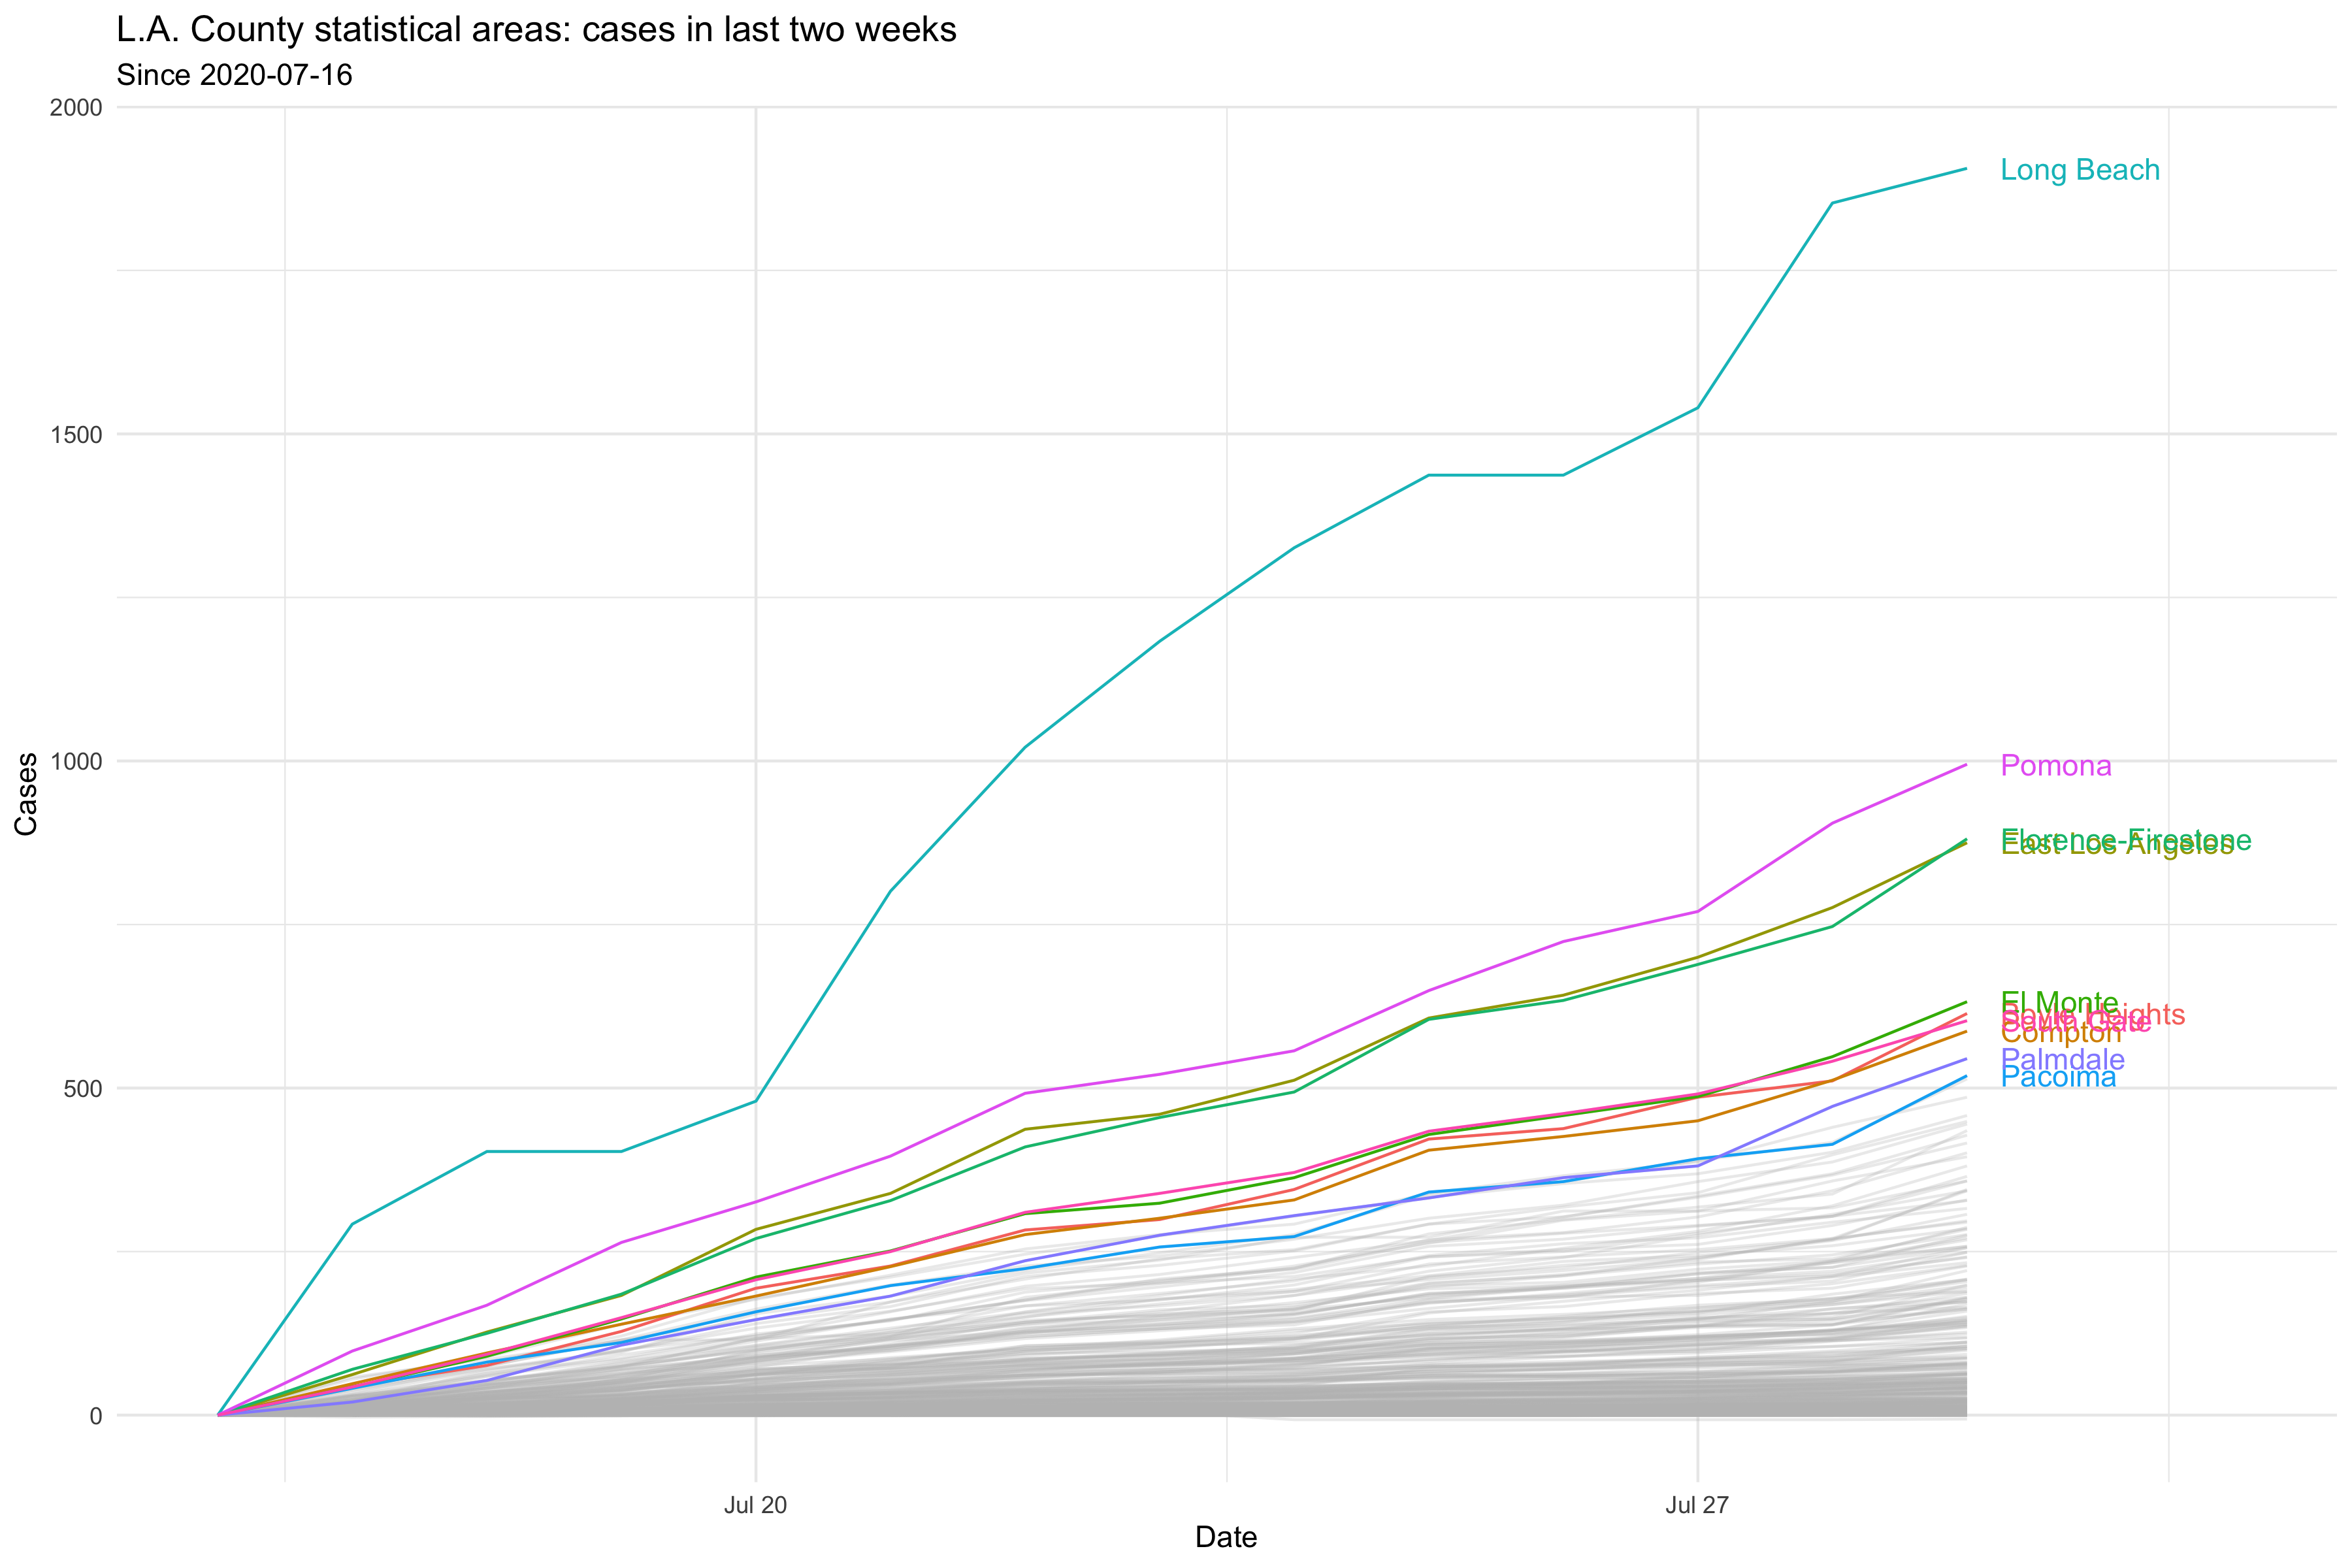 L.A. County statistical areas: cases in last two weeks
Since 2020-07-16
2000
1500
1000
500
0
Cases
Long Beach
Pomona
Florence-Firestone
East Los Angeles
El Monte
Boyle Heights
South Gate
Compton
Palmdale
Pacoima
Jul 20
Jul 27
Date